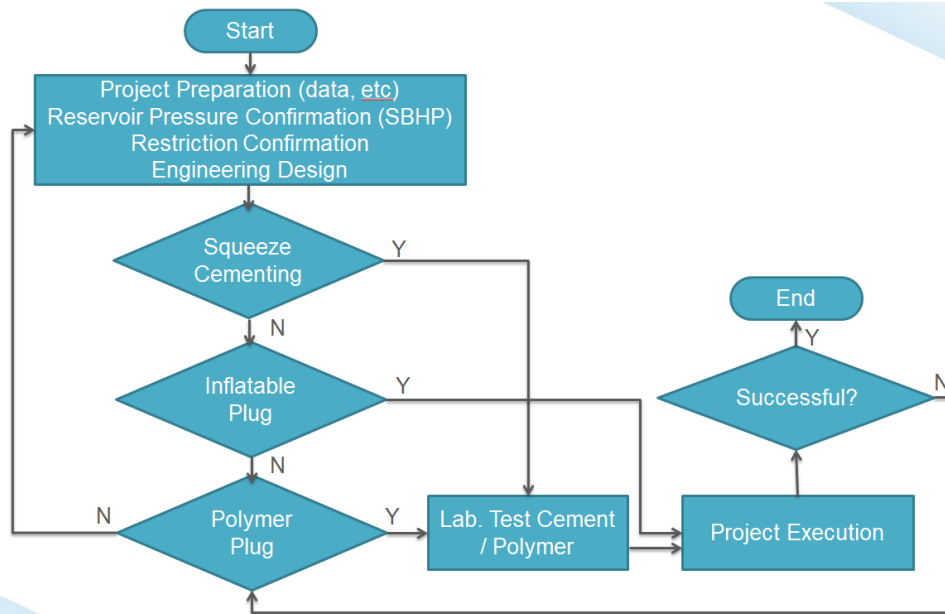 Start
Project Preparation (data, etc)
Reservoir Pressure Confirmation (SBHP)
Restriction Confirmation
Engineering Design
Squeeze
Cementing
Y
N
Inflatable
Plug
Y
N
Polymer
Plug
N
Y
Lab. Test Cement
/ Polymer
Project Execution
Successful?
N
Y
End